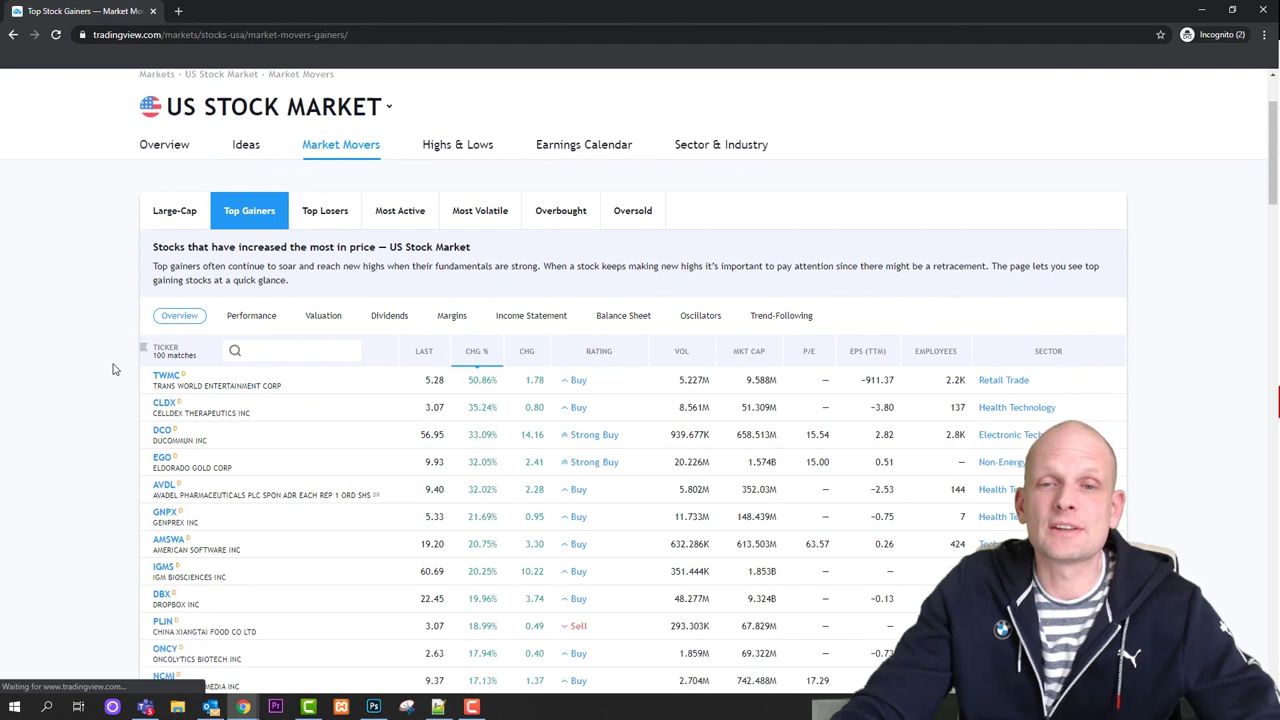 Top Stock Gainers — Market Mov
tradingview.com/markets/stocks-usa/market-movers-gainers/
Incognito (2)
Markets - US Stock Market - Market Movers
US STOCK MARKET
Overview Ideas Market Movers Highs & Lows Earnings Calendar Sector & Industry
Large-Cap Top Gainers Top Losers Most Active Most Volatile Overbought Oversold
Stocks that have increased the most in price — US Stock Market
Top gainers often continue to soar and reach new highs when their fundamentals are strong. When a stock keeps making new highs it's important to pay attention since there might be a retracement. The page lets you see top
gaining stocks at a quick glance.
Overview Performance Valuation Dividends Margins Income Statement Balance Sheet Oscillators Trend-Following
TICKER LAST CHG % CHG RATING VOL MKT CAP P/E EPS (TTM) EMPLOYEES SECTOR
100 matches
TWMC D 5.28 50.86% 1.78 Buy 5.227M 9.588M — −911.37 2.2K Retail Trade
TRANS WORLD ENTERTAINMENT CORP
CLDX D 3.07 35.24% 0.80 Buy 8.561M 51.309M — −3.80 137 Health Technology
CELLDEX THERAPEUTICS INC
DCO D 56.95 33.09% 14.16 Strong Buy 939.677K 658.513M 15.54 2.82 2.8K Electronic
DUCOMMUN INC
EGO D 9.93 32.05% 2.41 Strong Buy 20.226M 1.574B 15.00 0.51 — Non-Energy
ELDORADO GOLD CORP
AVDL D 9.40 32.02% 2.28 Buy 5.802M 352.03M — −2.53 144 Health
AVADEL PHARMACEUTICALS PLC SPON ADR EACH REP 1 ORD SHS DR
GNPX D 5.33 21.69% 0.95 Buy 11.733M 148.439M — −0.75 7 Health
GENPREX INC
AMSWA D 19.20 20.75% 3.30 Buy 632.286K 613.503M 63.57 0.26 424
AMERICAN SOFTWARE INC
IGMS D 60.69 20.25% 10.22 Buy 351.444K 1.853B — —
IGM BIOSCIENCES INC
DBX D 22.45 19.96% 3.74 Buy 48.277M 9.324B — −0.13
DROPBOX INC
PLIN D 3.07 18.99% 0.49 Sell 293.303K 67.829M — —
CHINA XIANGTAI FOOD CO LTD
ONCY D 2.63 17.94% 0.40 Buy 1.859M 69.322M —
ONCOLYTICS BIOTECH INC
NCMI D 9.37 17.13% 1.37 Buy 2.704M 742.488M 17.29
MEDIA INC
Waiting for www.tradingview.com...